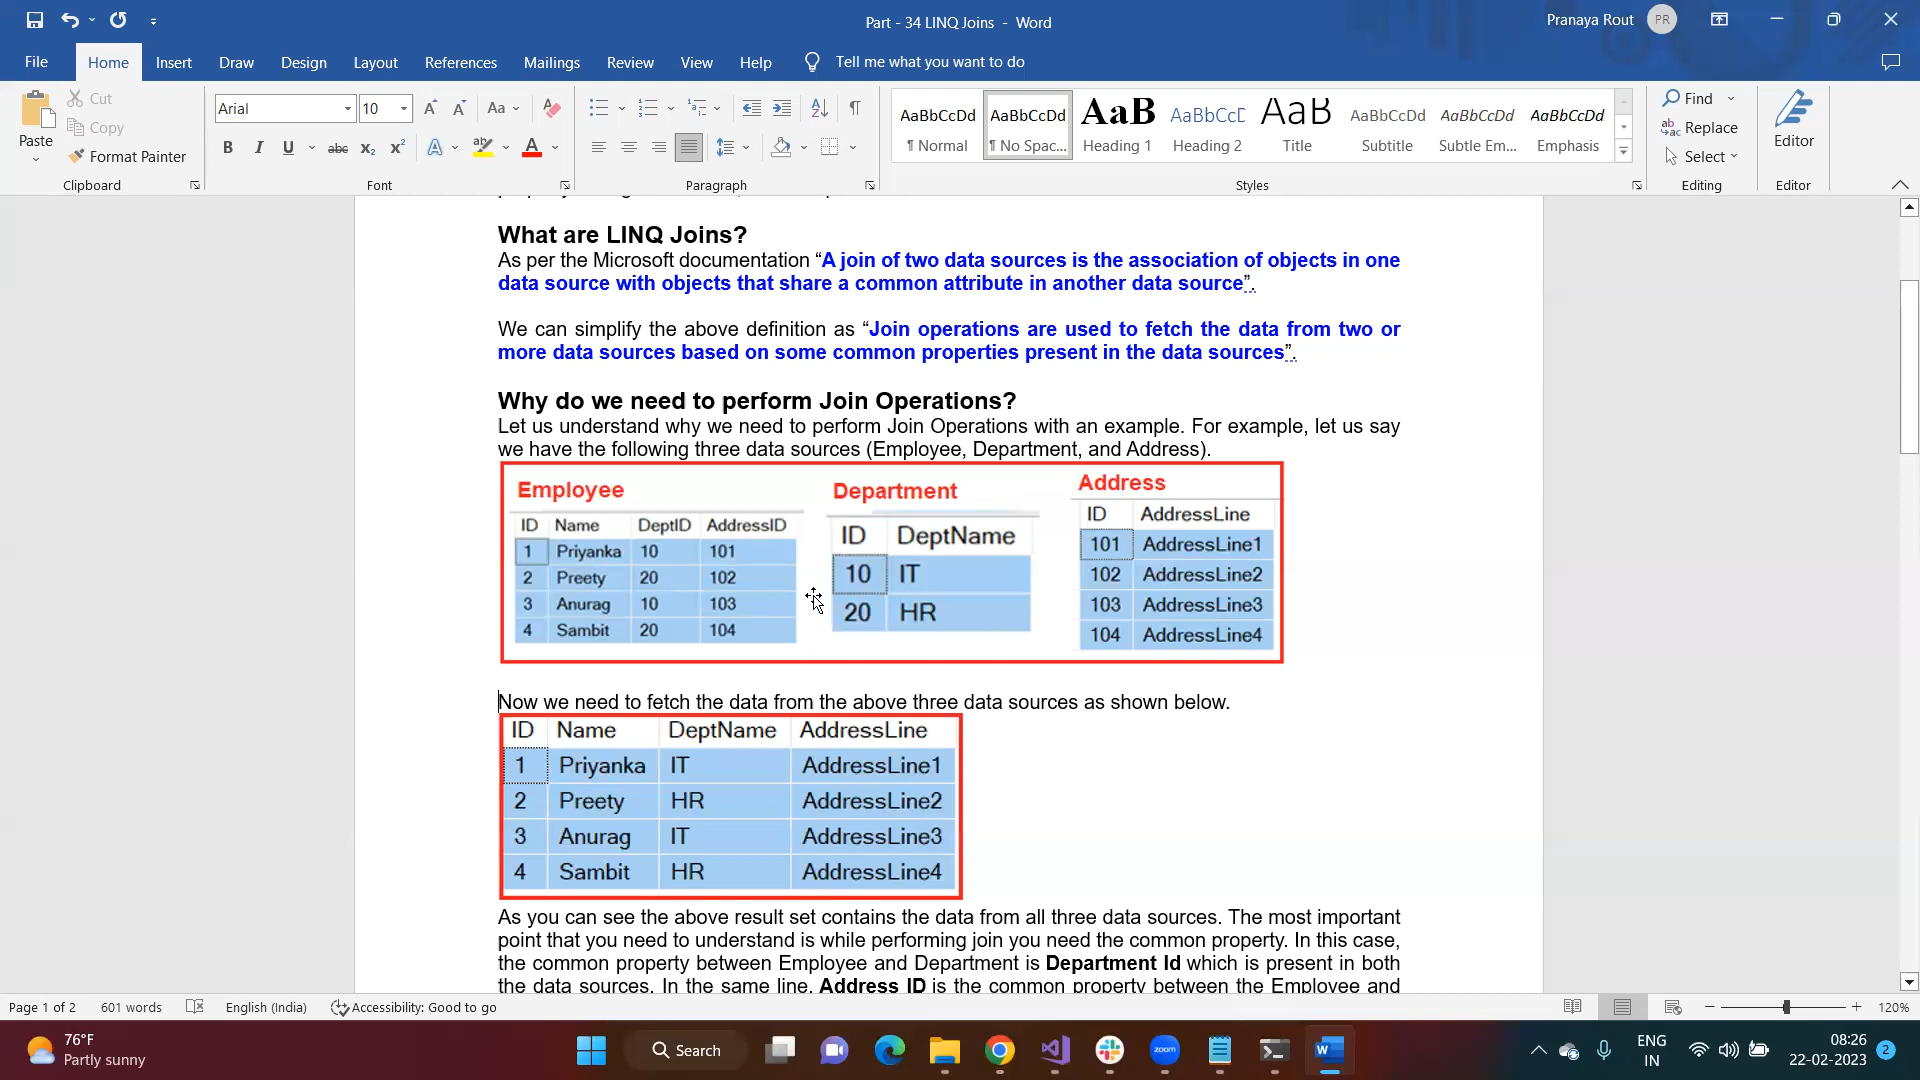 Part - 34 LINQ Joins - Word
Pranaya Rout PR
File Home Insert Draw Design Layout References Mailings Review View Help Tell me what you want to do
Paste
Cut
Copy
Format Painter
Clipboard
Arial 10
Aa
B I U abc x₂ x² A A
Font
Paragraph
AaBbCcDd AaBbCcDd AaB AaBbCcC AaB AaBbCcDd AaBbCcDd AaBbCcDd
¶ Normal ¶ No Spac... Heading 1 Heading 2 Title Subtitle Subtle Em... Emphasis
Styles
Find
Replace
Select
Editing
Editor
Editor
What are LINQ Joins?
As per the Microsoft documentation “A join of two data sources is the association of objects in one
data source with objects that share a common attribute in another data source”.
We can simplify the above definition as “Join operations are used to fetch the data from two or
more data sources based on some common properties present in the data sources”.
Why do we need to perform Join Operations?
Let us understand why we need to perform Join Operations with an example. For example, let us say
we have the following three data sources (Employee, Department, and Address).
Employee
ID Name DeptID AddressID
1 Priyanka 10 101
2 Preety 20 102
3 Anurag 10 103
4 Sambit 20 104
Department
ID DeptName
10 IT
20 HR
Address
ID AddressLine
101 AddressLine1
102 AddressLine2
103 AddressLine3
104 AddressLine4
Now we need to fetch the data from the above three data sources as shown below.
ID Name DeptName AddressLine
1 Priyanka IT AddressLine1
2 Preety HR AddressLine2
3 Anurag IT AddressLine3
4 Sambit HR AddressLine4
As you can see the above result set contains the data from all three data sources. The most important
point that you need to understand is while performing join you need the common property. In this case,
the common property between Employee and Department is Department Id which is present in both
the data sources. In the same line, Address ID is the common property between the Employee and
Page 1 of 2 601 words English (India) Accessibility: Good to go 120%
76°F
Partly sunny
Search
zoom
ENG
IN
08:26
22-02-2023
2